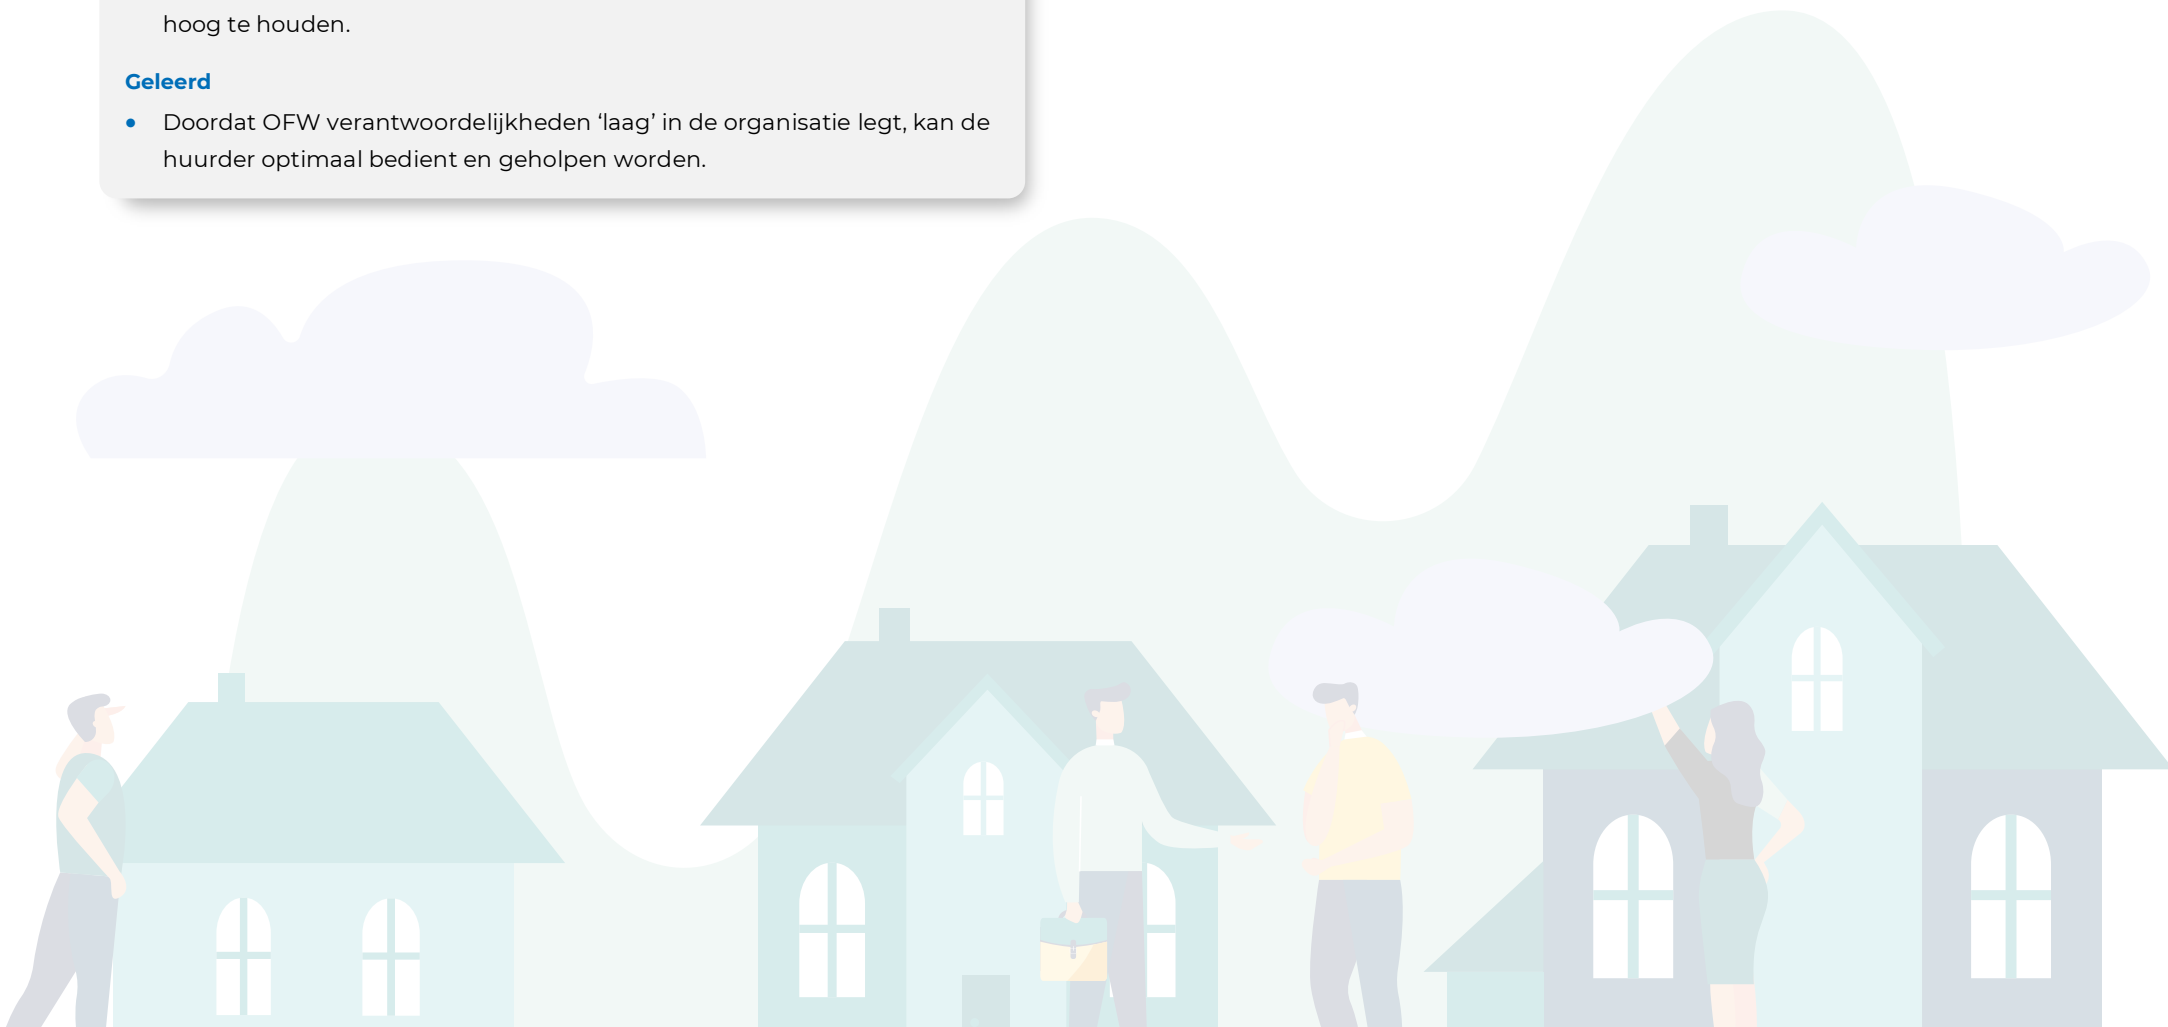 hoog te houden.
Geleerd
• Doordat OFW verantwoordelijkheden ‘laag’ in de organisatie legt, kan de
huurder optimaal bedient en geholpen worden.